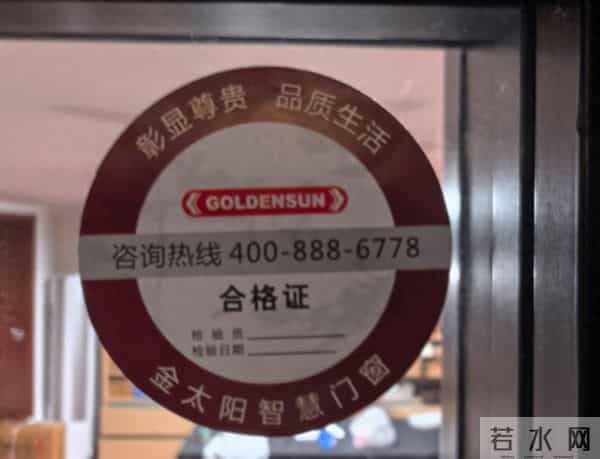 彰显尊贵 品质生活
GOLDENSUN
咨询热线 400-888-6778
合格证
检 验 员
检验日期
金太阳智慧门窗
若水网